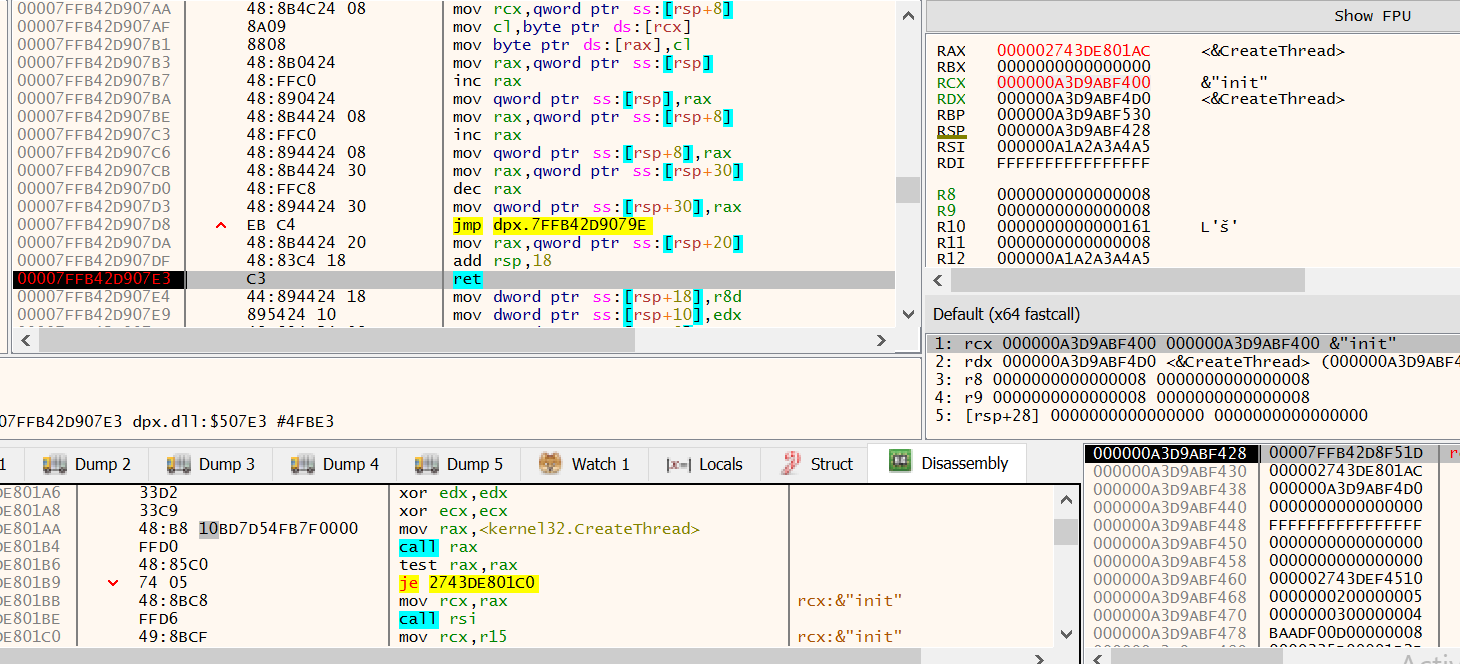 00007FFB42D907AA 48:8B4C24 08 mov rcx,qword ptr ss:[rsp+8]
00007FFB42D907AF 8A09 mov cl,byte ptr ds:[rcx]
00007FFB42D907B1 8808 mov byte ptr ds:[rax],cl
00007FFB42D907B3 48:8B0424 mov rax,qword ptr ss:[rsp]
00007FFB42D907B7 48:FFC0 inc rax
00007FFB42D907BA 48:890424 mov qword ptr ss:[rsp],rax
00007FFB42D907BE 48:8B4424 08 mov rax,qword ptr ss:[rsp+8]
00007FFB42D907C3 48:FFC0 inc rax
00007FFB42D907C6 48:894424 08 mov qword ptr ss:[rsp+8],rax
00007FFB42D907CB 48:8B4424 30 mov rax,qword ptr ss:[rsp+30]
00007FFB42D907D0 48:FFC8 dec rax
00007FFB42D907D3 48:894424 30 mov qword ptr ss:[rsp+30],rax
00007FFB42D907D8 EB C4 jmp dpx.7FFB42D9079E
00007FFB42D907DA 48:8B4424 20 mov rax,qword ptr ss:[rsp+20]
00007FFB42D907DF 48:83C4 18 add rsp,18
00007FFB42D907E3 C3 ret
00007FFB42D907E4 44:894424 18 mov dword ptr ss:[rsp+18],r8d
00007FFB42D907E9 895424 10 mov dword ptr ss:[rsp+10],edx
Show FPU
RAX 000002743DE801AC <&CreateThread>
RBX 0000000000000000
RCX 000000A3D9ABF400 &"init"
RDX 000000A3D9ABF4D0 <&CreateThread>
RBP 000000A3D9ABF530
RSP 000000A3D9ABF428
RSI 000000A1A2A3A4A5
RDI FFFFFFFFFFFFFFFF
R8 0000000000000008
R9 0000000000000008
R10 0000000000000161 L'š'
R11 0000000000000008
R12 000000A1A2A3A4A5
Default (x64 fastcall)
1: rcx 000000A3D9ABF400 000000A3D9ABF400 &"init"
2: rdx 000000A3D9ABF4D0 <&CreateThread> (000000A3D9ABF4
3: r8 0000000000000008 0000000000000008
4: r9 0000000000000008 0000000000000008
5: [rsp+28] 0000000000000000 0000000000000000
07FFB42D907E3 dpx.dll:$507E3 #4FBE3
1 Dump 2 Dump 3 Dump 4 Dump 5 Watch 1 |x=| Locals Struct Disassembly
DE801A6 33D2 xor edx,edx
DE801A8 33C9 xor ecx,ecx
DE801AA 48:B8 10BD7D54FB7F0000 mov rax,<kernel32.CreateThread>
DE801B4 FFD0 call rax
DE801B6 48:85C0 test rax,rax
DE801B9 74 05 je 2743DE801C0
DE801BB 48:8BC8 mov rcx,rax rcx:&"init"
DE801BE FFD6 call rsi
DE801C0 49:8BCF mov rcx,r15 rcx:&"init"
000000A3D9ABF428 00007FFB42D8F51D r
000000A3D9ABF430 000002743DE801AC
000000A3D9ABF438 000000A3D9ABF4D0
000000A3D9ABF440 0000000000000000
000000A3D9ABF448 FFFFFFFFFFFFFFFF
000000A3D9ABF450 0000000000000000
000000A3D9ABF458 0000000000000000
000000A3D9ABF460 000002743DEF4510
000000A3D9ABF468 0000000200000005
000000A3D9ABF470 0000000300000004
000000A3D9ABF478 BAADF00D00000008